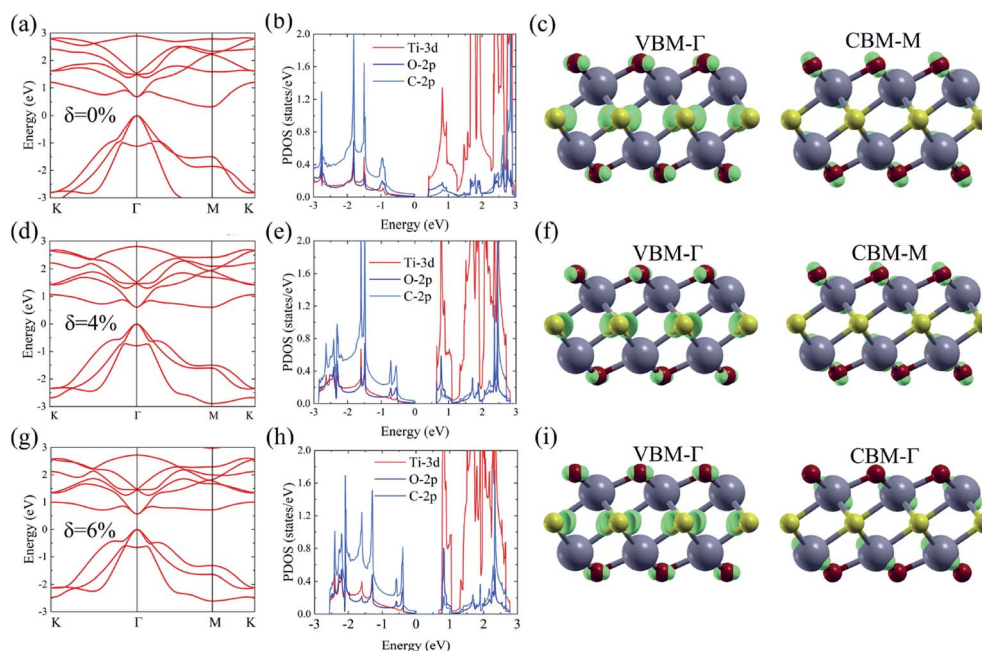 (a)
3
2
1
0
-1
-2
-3
Energy (eV)
δ=0%
K
Γ
M
K
(b)
2.0
1.6
1.2
0.8
0.4
0.0
PDOS (states/eV)
Ti-3d
O-2p
C-2p
-3
-2
-1
0
1
2
3
Energy (eV)
(c)
VBM-Γ
CBM-M
(d)
3
2
1
0
-1
-2
-3
Energy (eV)
δ=4%
K
Γ
M
K
(e)
2.0
1.6
1.2
0.8
0.4
0.0
PDOS (states/eV)
Ti-3d
O-2p
C-2p
-3
-2
-1
0
1
2
3
Energy (eV)
(f)
VBM-Γ
CBM-M
(g)
3
2
1
0
-1
-2
-3
Energy (eV)
δ=6%
K
Γ
M
K
(h)
2.0
1.6
1.2
0.8
0.4
0.0
PDOS (states/eV)
Ti-3d
O-2p
C-2p
-3
-2
-1
0
1
2
3
Energy (eV)
(i)
VBM-Γ
CBM-Γ